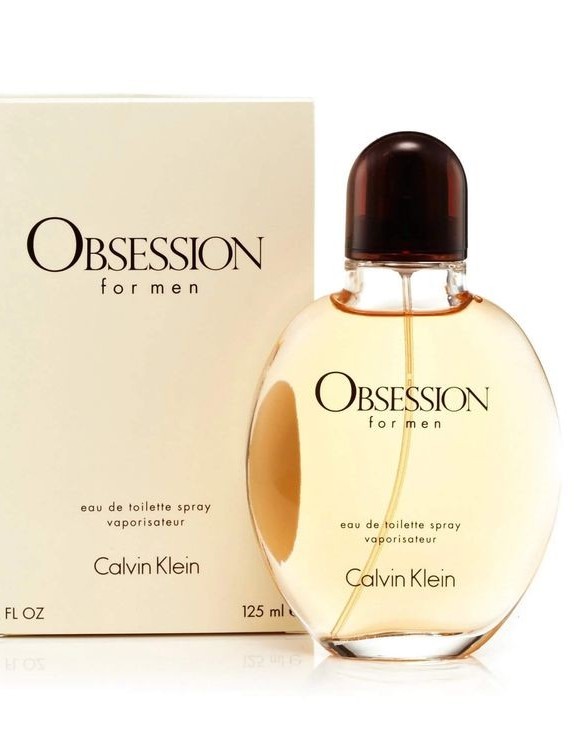 OBSESSION
for men
eau de toilette spray
vaporisateur
Calvin Klein
FL OZ
125 ml e
OBSESSION
for men
eau de toilette spray
vaporisateur
Calvin Klein